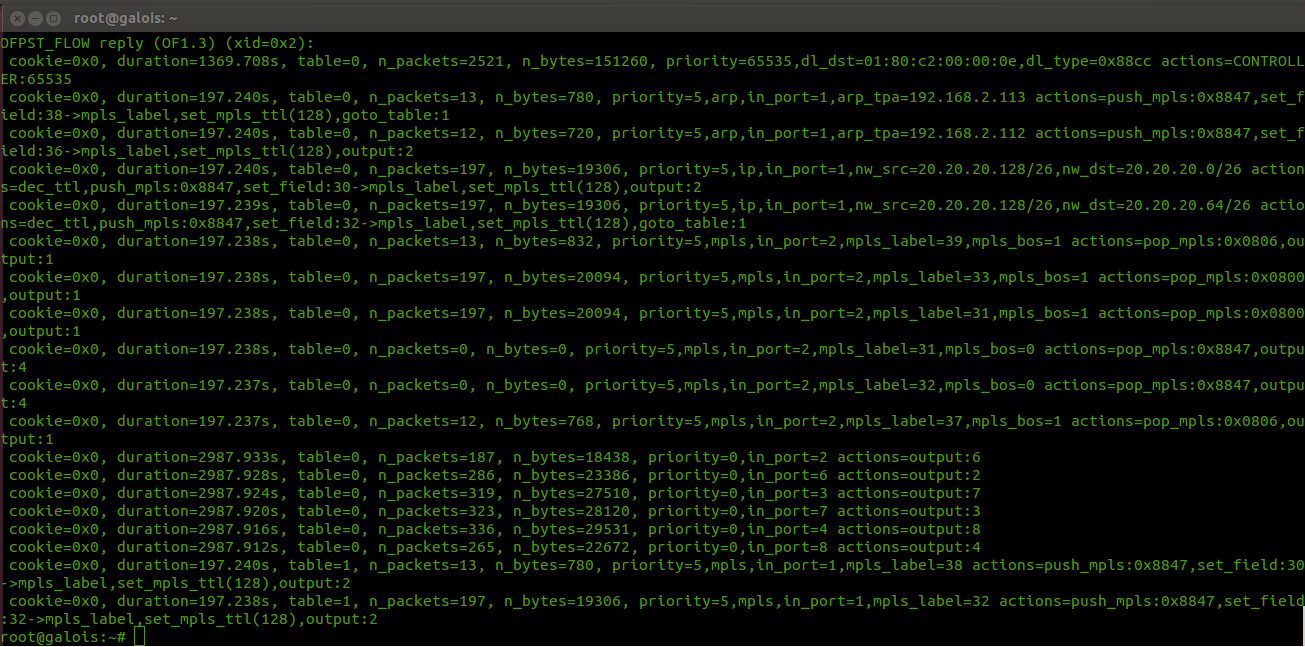 root@galois: ~
OFPST_FLOW reply (OF1.3) (xid=0x2):
cookie=0x0, duration=1369.708s, table=0, n_packets=2521, n_bytes=151260, priority=65535,dl_dst=01:80:c2:00:00:0e,dl_type=0x88cc actions=CONTROLL
ER:65535
cookie=0x0, duration=197.240s, table=0, n_packets=13, n_bytes=780, priority=5,arp,in_port=1,arp_tpa=192.168.2.113 actions=push_mpls:0x8847,set_f
ield:38->mpls_label,set_mpls_ttl(128),goto_table:1
cookie=0x0, duration=197.240s, table=0, n_packets=12, n_bytes=720, priority=5,arp,in_port=1,arp_tpa=192.168.2.112 actions=push_mpls:0x8847,set_f
ield:36->mpls_label,set_mpls_ttl(128),output:2
cookie=0x0, duration=197.240s, table=0, n_packets=197, n_bytes=19306, priority=5,ip,in_port=1,nw_src=20.20.20.128/26,nw_dst=20.20.20.0/26 action
s=dec_ttl,push_mpls:0x8847,set_field:30->mpls_label,set_mpls_ttl(128),output:2
cookie=0x0, duration=197.239s, table=0, n_packets=197, n_bytes=19306, priority=5,ip,in_port=1,nw_src=20.20.20.128/26,nw_dst=20.20.20.64/26 actio
ns=dec_ttl,push_mpls:0x8847,set_field:32->mpls_label,set_mpls_ttl(128),goto_table:1
cookie=0x0, duration=197.238s, table=0, n_packets=13, n_bytes=832, priority=5,mpls,in_port=2,mpls_label=39,mpls_bos=1 actions=pop_mpls:0x0806,ou
tput:1
cookie=0x0, duration=197.238s, table=0, n_packets=197, n_bytes=20094, priority=5,mpls,in_port=2,mpls_label=33,mpls_bos=1 actions=pop_mpls:0x0800
,output:1
cookie=0x0, duration=197.238s, table=0, n_packets=197, n_bytes=20094, priority=5,mpls,in_port=2,mpls_label=31,mpls_bos=1 actions=pop_mpls:0x0800
,output:1
cookie=0x0, duration=197.238s, table=0, n_packets=0, n_bytes=0, priority=5,mpls,in_port=2,mpls_label=31,mpls_bos=0 actions=pop_mpls:0x8847,outpu
t:4
cookie=0x0, duration=197.237s, table=0, n_packets=0, n_bytes=0, priority=5,mpls,in_port=2,mpls_label=32,mpls_bos=0 actions=pop_mpls:0x8847,outpu
t:4
cookie=0x0, duration=197.237s, table=0, n_packets=12, n_bytes=768, priority=5,mpls,in_port=2,mpls_label=37,mpls_bos=1 actions=pop_mpls:0x0806,ou
tput:1
cookie=0x0, duration=2987.933s, table=0, n_packets=187, n_bytes=18438, priority=0,in_port=2 actions=output:6
cookie=0x0, duration=2987.928s, table=0, n_packets=286, n_bytes=23386, priority=0,in_port=6 actions=output:2
cookie=0x0, duration=2987.924s, table=0, n_packets=319, n_bytes=27510, priority=0,in_port=3 actions=output:7
cookie=0x0, duration=2987.920s, table=0, n_packets=323, n_bytes=28120, priority=0,in_port=7 actions=output:3
cookie=0x0, duration=2987.916s, table=0, n_packets=336, n_bytes=29531, priority=0,in_port=4 actions=output:8
cookie=0x0, duration=2987.912s, table=0, n_packets=265, n_bytes=22672, priority=0,in_port=8 actions=output:4
cookie=0x0, duration=197.240s, table=1, n_packets=13, n_bytes=780, priority=5,mpls,in_port=1,mpls_label=38 actions=push_mpls:0x8847,set_field:30
->mpls_label,set_mpls_ttl(128),output:2
cookie=0x0, duration=197.238s, table=1, n_packets=197, n_bytes=19306, priority=5,mpls,in_port=1,mpls_label=32 actions=push_mpls:0x8847,set_field
:32->mpls_label,set_mpls_ttl(128),output:2
root@galois:~#